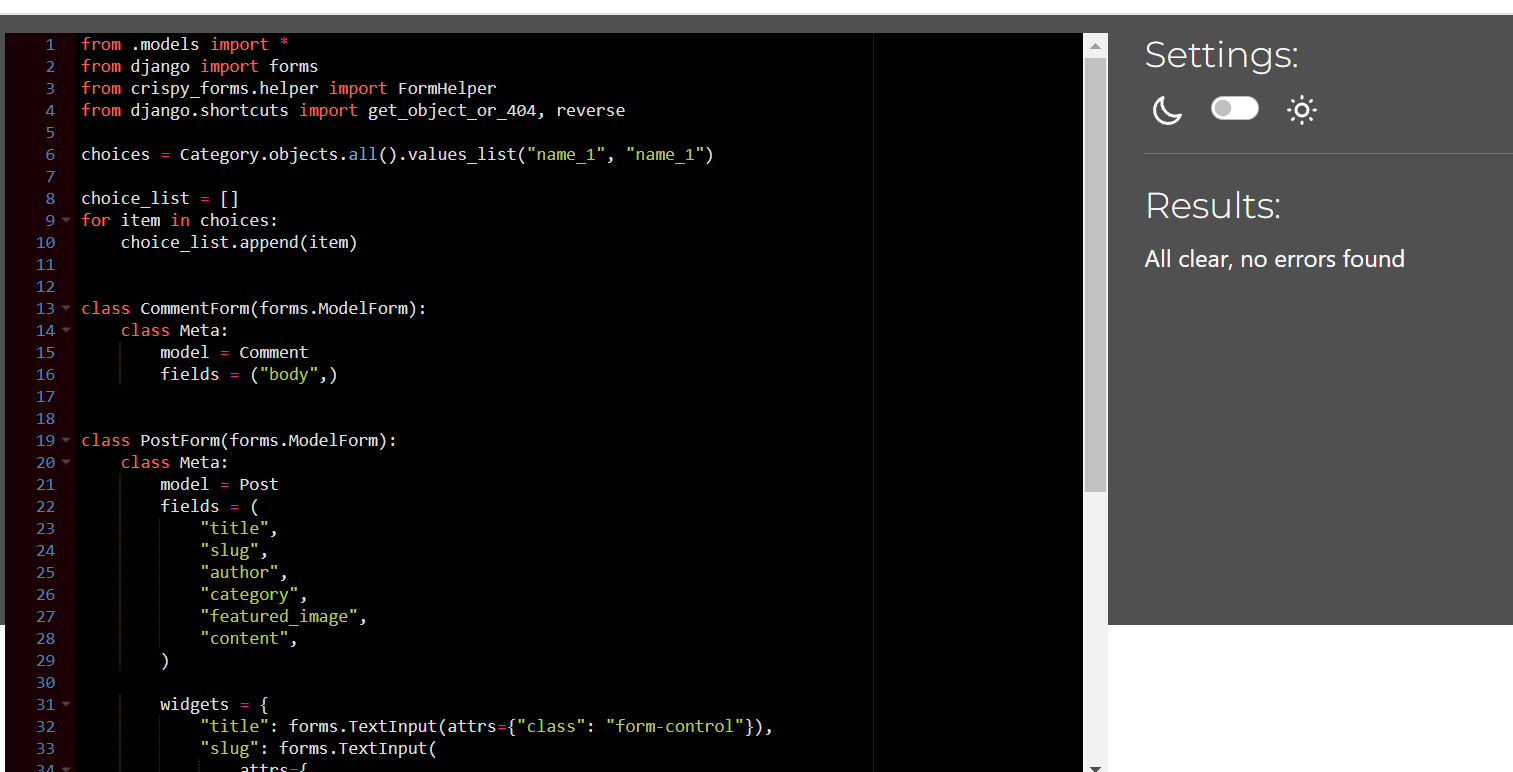 1 from .models import *
2 from django import forms
3 from crispy_forms.helper import FormHelper
4 from django.shortcuts import get_object_or_404, reverse
5
6 choices = Category.objects.all().values_list("name_1", "name_1")
7
8 choice_list = []
9 for item in choices:
10     choice_list.append(item)
11
12
13 class CommentForm(forms.ModelForm):
14     class Meta:
15         model = Comment
16         fields = ("body",)
17
18
19 class PostForm(forms.ModelForm):
20     class Meta:
21         model = Post
22         fields = (
23             "title",
24             "slug",
25             "author",
26             "category",
27             "featured_image",
28             "content",
29         )
30
31         widgets = {
32             "title": forms.TextInput(attrs={"class": "form-control"}),
33             "slug": forms.TextInput(
34                 attrs={
Settings:
Results:
All clear, no errors found